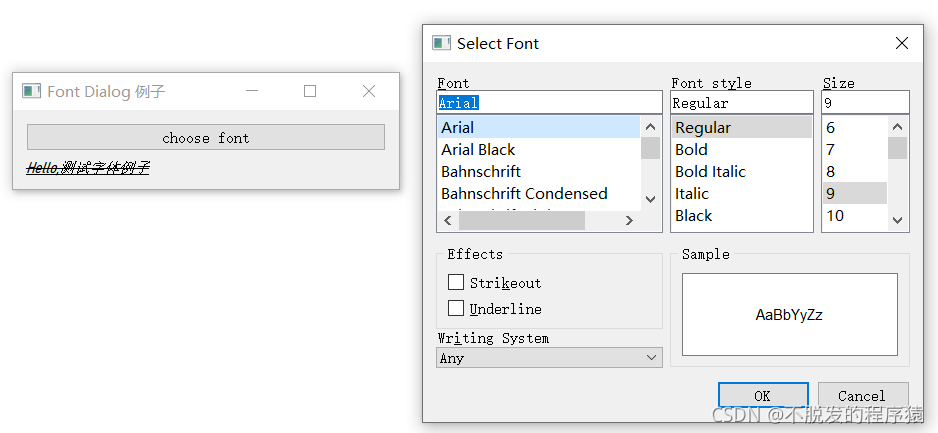 Font Dialog 例子
choose font
Hello,测试字体例子
Select Font
Font
Arial
Arial
Arial Black
Bahnschrift
Bahnschrift Condensed
Font style
Regular
Regular
Bold
Bold Italic
Italic
Black
Size
9
6
7
8
9
10
Effects
Strikeout
Underline
Writing System
Any
Sample
AaBbYyZz
OK
Cancel
CSDN @不脱发的程序猿